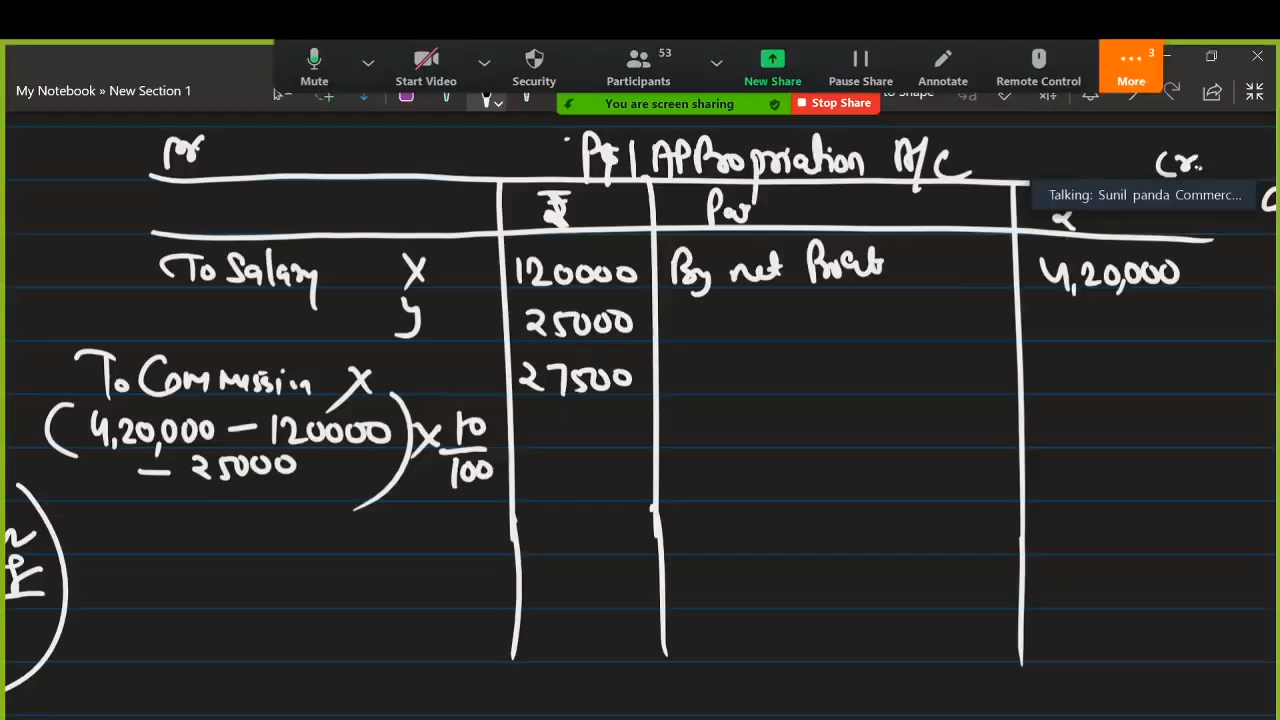 53
3
Mute
Start Video
Security
Participants
New Share
Pause Share
Annotate
Remote Control
More
My Notebook » New Section 1
You are screen sharing
Stop Share
Dr
P&L APPropriation A/C
Cr.
Talking: Sunil panda Commerc...
₹
Par
₹
To Salary X
120000
By net Profit
4,20,000
y
25000
To Commission X
27500
(4,20,000 - 120000 - 25000) X 10/100